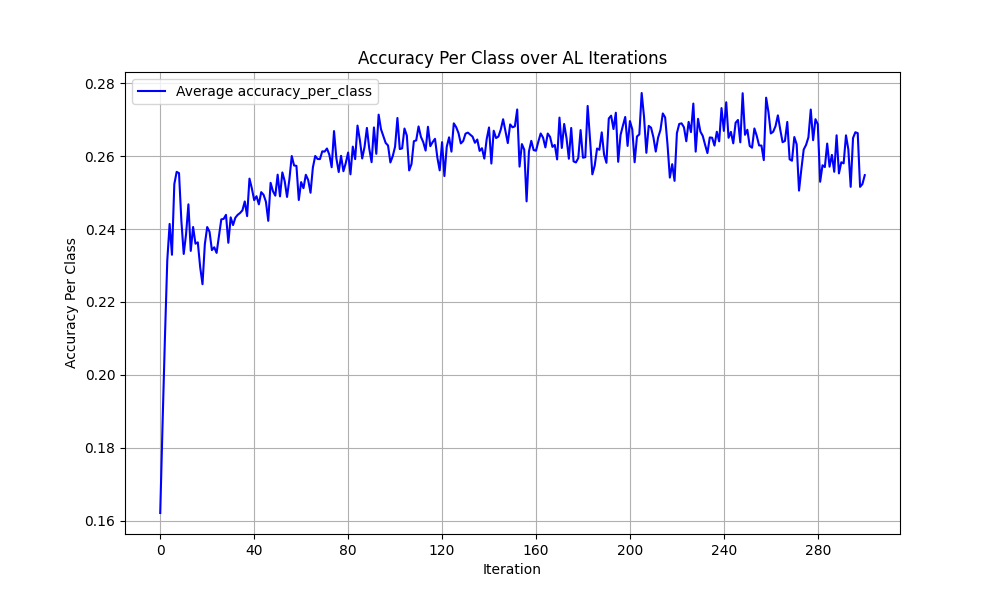 Accuracy Per Class over AL Iterations
Average accuracy_per_class
Accuracy Per Class
0.28
0.26
0.24
0.22
0.20
0.18
0.16
0 40 80 120 160 200 240 280
Iteration